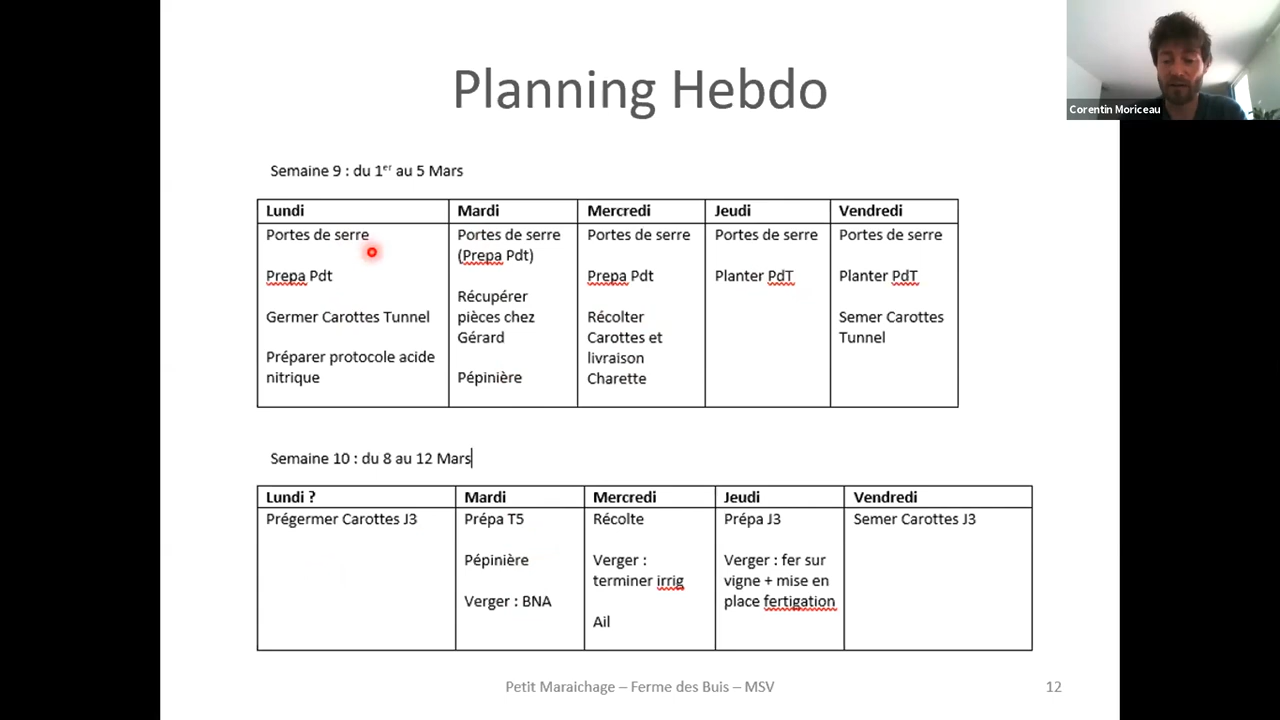 Planning Hebdo
Corentin Moriceau
Semaine 9 : du 1er au 5 Mars
Lundi
Portes de serre
Prepa Pdt
Germer Carottes Tunnel
Préparer protocole acide
nitrique
Mardi
Portes de serre
(Prepa Pdt)
Récupérer
pièces chez
Gérard
Pépinière
Mercredi
Portes de serre
Prepa Pdt
Récolter
Carottes et
livraison
Charette
Jeudi
Portes de serre
Planter PdT
Vendredi
Portes de serre
Planter PdT
Semer Carottes
Tunnel
Semaine 10 : du 8 au 12 Mars
Lundi ?
Prégermer Carottes J3
Mardi
Prépa T5
Pépinière
Verger : BNA
Mercredi
Récolte
Verger :
terminer irrig
Ail
Jeudi
Prépa J3
Verger : fer sur
vigne + mise en
place fertigation
Vendredi
Semer Carottes J3
Petit Maraichage – Ferme des Buis – MSV
12